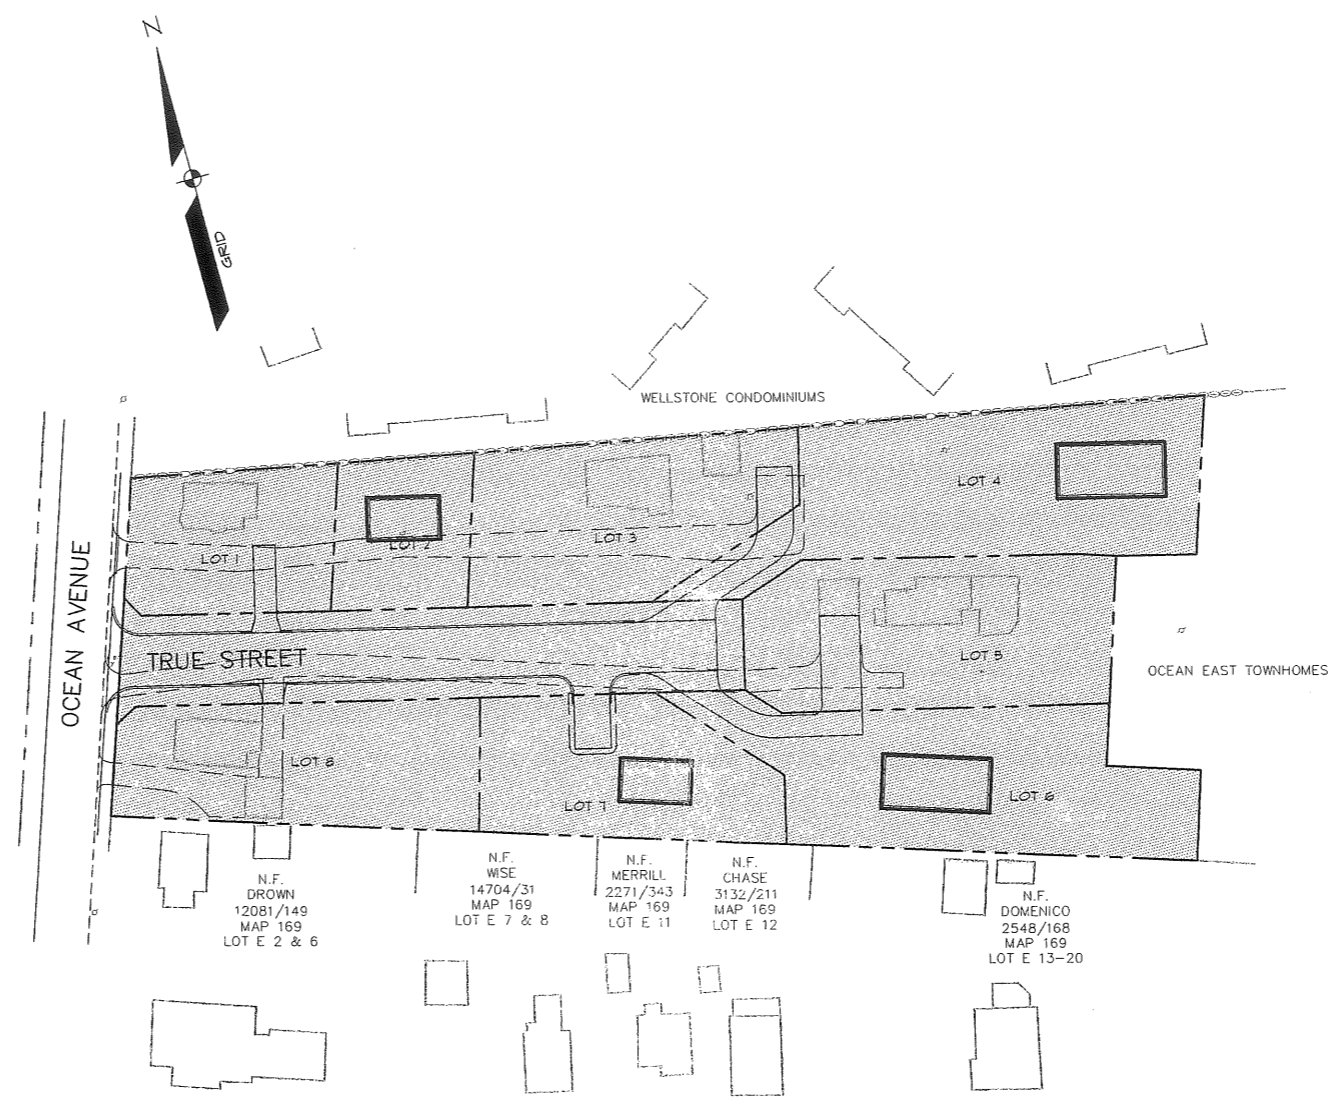 N
GRID
WELLSTONE CONDOMINIUMS
LOT 4
LOT 1
LOT 2
LOT 3
OCEAN AVENUE
TRUE STREET
LOT 5
OCEAN EAST TOWNHOMES
LOT 8
LOT 7
LOT 6
N.F.
DROWN
12081/149
MAP 169
LOT E 2 & 6
N.F.
WISE
14704/31
MAP 169
LOT E 7 & 8
N.F.
MERRILL
2271/343
MAP 169
LOT E 11
N.F.
CHASE
3132/211
MAP 169
LOT E 12
N.F.
DOMENICO
2548/168
MAP 169
LOT E 13-20